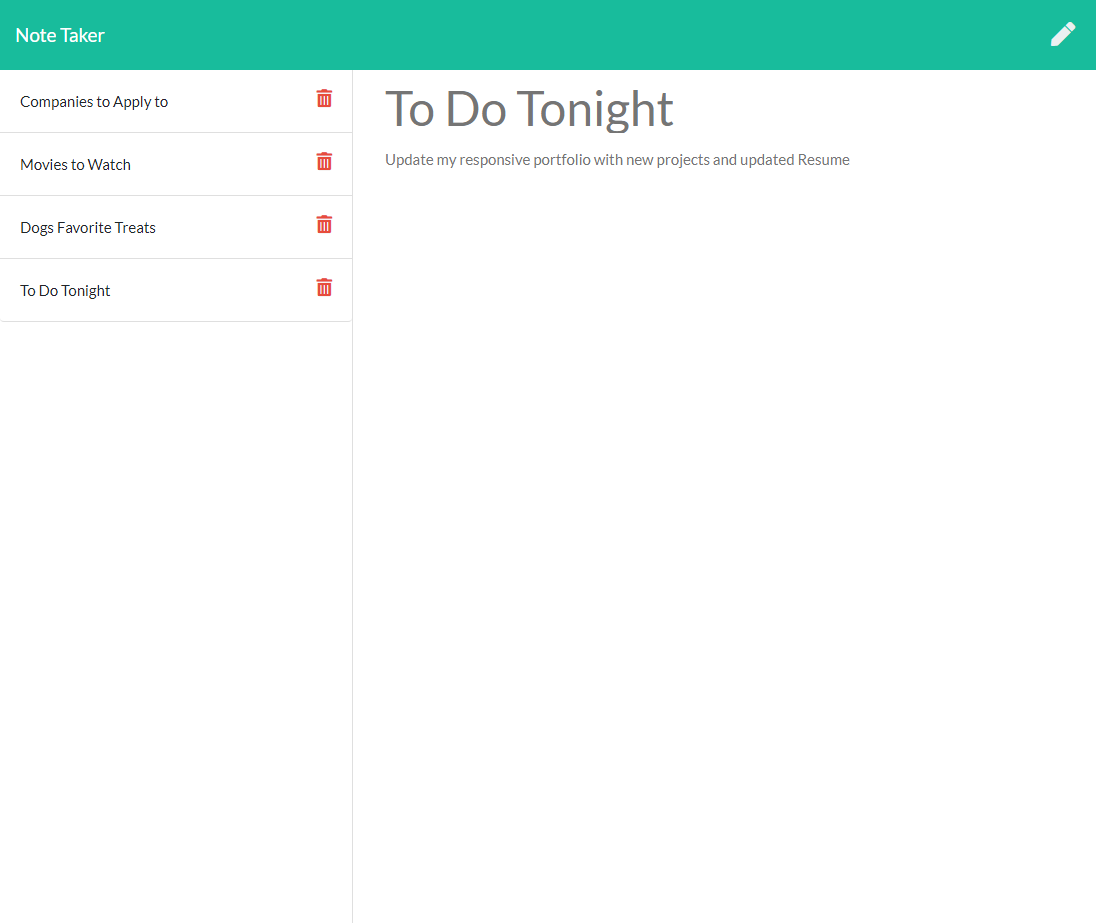 Note Taker
Companies to Apply to
Movies to Watch
Dogs Favorite Treats
To Do Tonight
To Do Tonight
Update my responsive portfolio with new projects and updated Resume